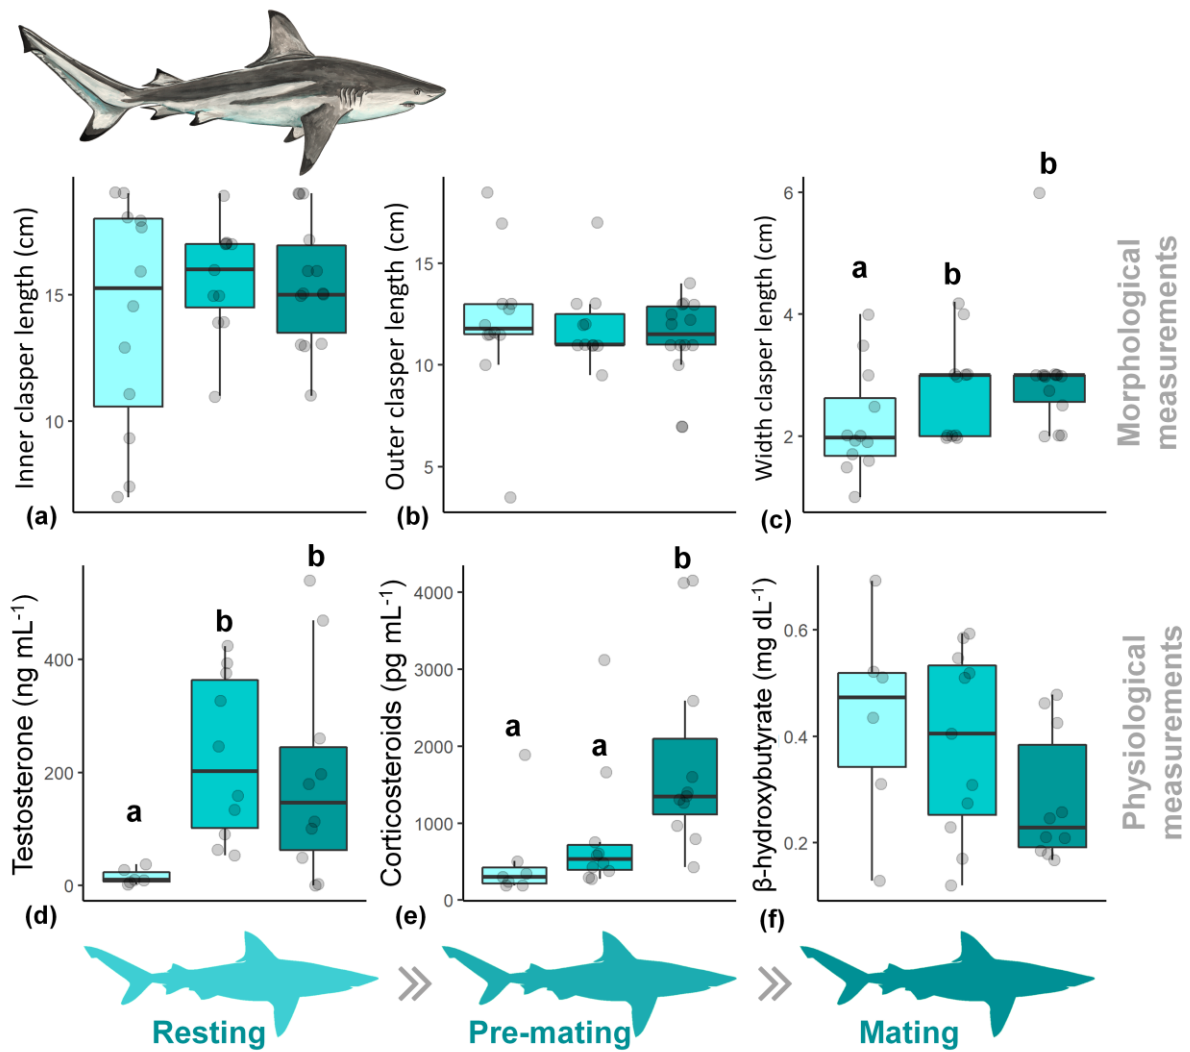 Inner clasper length (cm)
15
10
(a)
Outer clasper length (cm)
15
10
5
(b)
Width clasper length (cm)
6
4
2
a
b
b
(c)
Morphological
measurements
Testosterone (ng mL⁻¹)
400
200
0
a
b
b
(d)
Corticosteroids (pg mL⁻¹)
4000
3000
2000
1000
0
a
a
b
(e)
β-hydroxybutyrate (mg dL⁻¹)
0.6
0.4
0.2
(f)
Physiological
measurements
Resting
Pre-mating
Mating